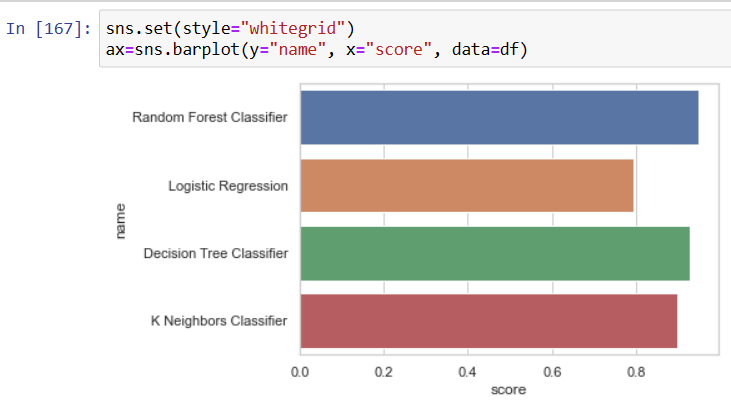 In [167]: sns.set(style="whitegrid")
ax=sns.barplot(y="name", x="score", data=df)
Random Forest Classifier
Logistic Regression
name
Decision Tree Classifier
K Neighbors Classifier
0.0 0.2 0.4 0.6 0.8
score